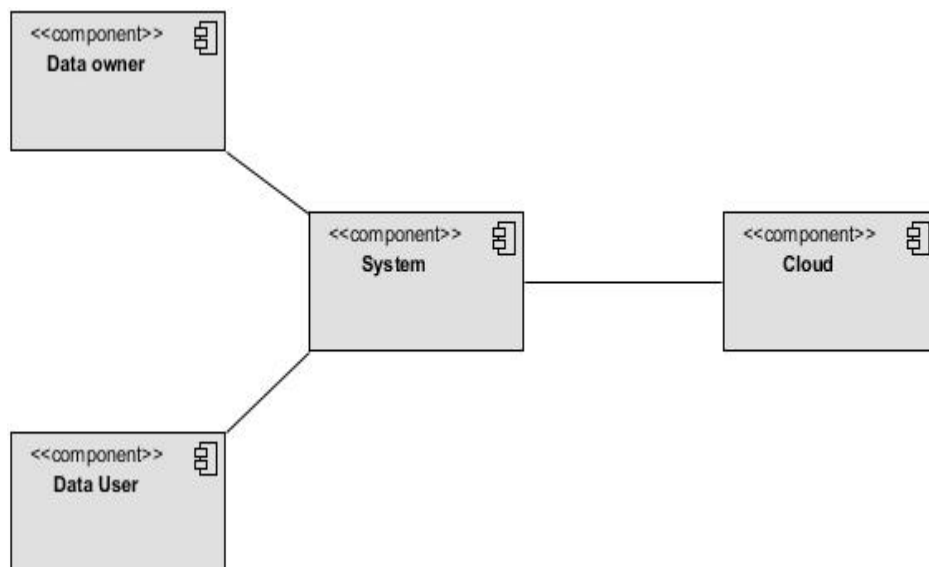 <<component>>
Data owner
<<component>>
System
<<component>>
Cloud
<<component>>
Data User